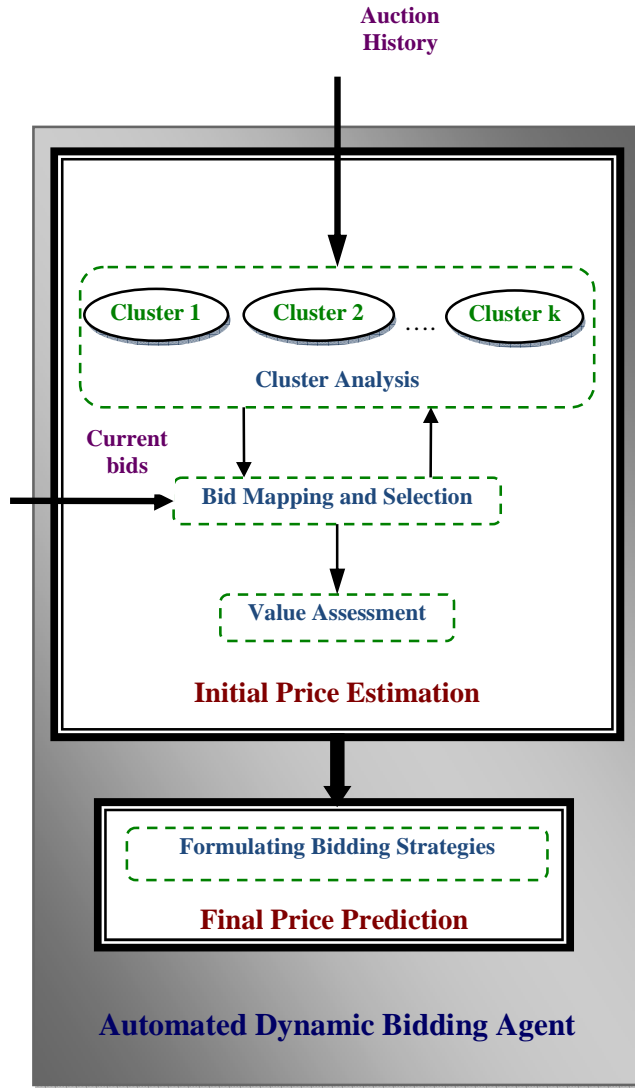 Auction
History
Cluster 1
Cluster 2
....
Cluster k
Cluster Analysis
Current
bids
Bid Mapping and Selection
Value Assessment
Initial Price Estimation
Formulating Bidding Strategies
Final Price Prediction
Automated Dynamic Bidding Agent